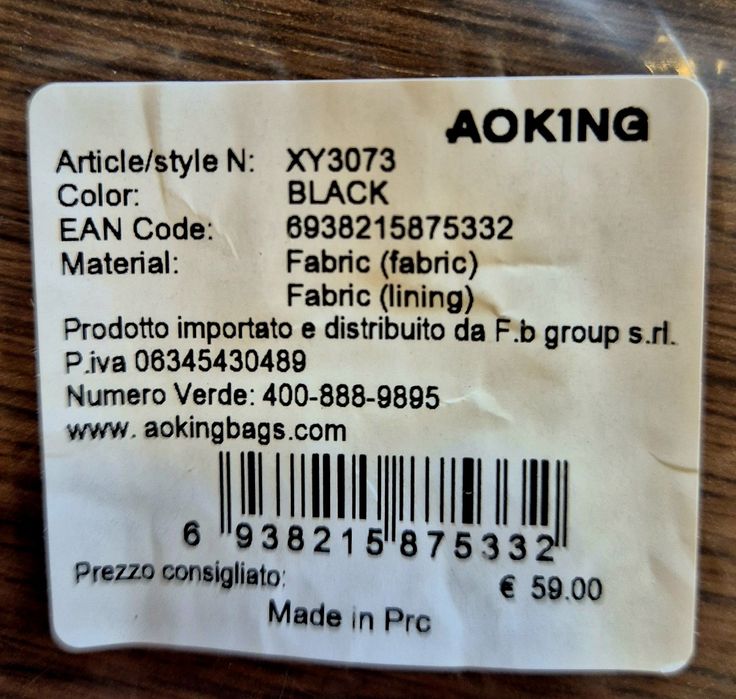 AOKING
Article/style N: XY3073
Color: BLACK
EAN Code: 6938215875332
Material: Fabric (fabric)
Fabric (lining)
Prodotto importato e distribuito da F.b group s.rl.
P.iva 06345430489
Numero Verde: 400-888-9895
www. aokingbags.com
6 938215 875332
Prezzo consigliato: € 59.00
Made in Prc